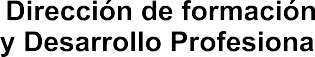 Dirección de formación
y Desarrollo Profesiona